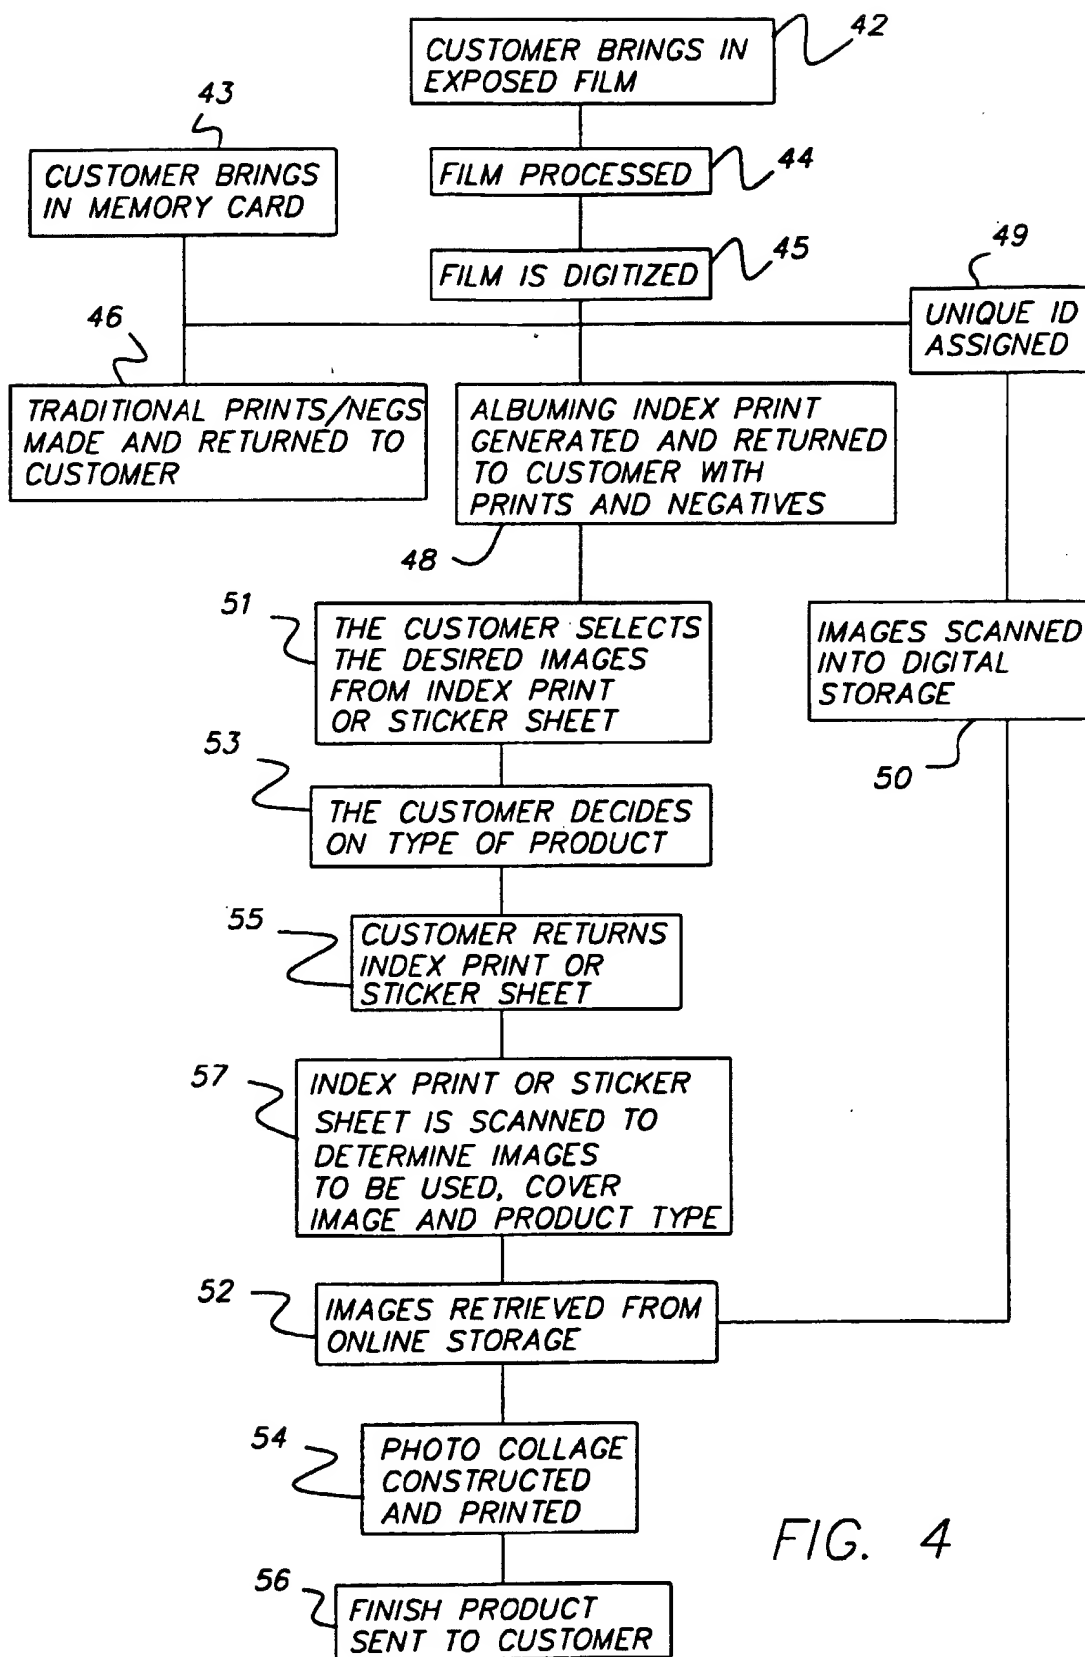 42
CUSTOMER BRINGS IN
EXPOSED FILM
43
CUSTOMER BRINGS
IN MEMORY CARD
44
FILM PROCESSED
45
FILM IS DIGITIZED
49
UNIQUE ID
ASSIGNED
46
TRADITIONAL PRINTS/NEGS
MADE AND RETURNED TO
CUSTOMER
ALBUMING INDEX PRINT
GENERATED AND RETURNED
TO CUSTOMER WITH
PRINTS AND NEGATIVES
48
51
THE CUSTOMER SELECTS
THE DESIRED IMAGES
FROM INDEX PRINT
OR STICKER SHEET
IMAGES SCANNED
INTO DIGITAL
STORAGE
50
53
THE CUSTOMER DECIDES
ON TYPE OF PRODUCT
55
CUSTOMER RETURNS
INDEX PRINT OR
STICKER SHEET
57
INDEX PRINT OR STICKER
SHEET IS SCANNED TO
DETERMINE IMAGES
TO BE USED, COVER
IMAGE AND PRODUCT TYPE
52
IMAGES RETRIEVED FROM
ONLINE STORAGE
54
PHOTO COLLAGE
CONSTRUCTED
AND PRINTED
56
FINISH PRODUCT
SENT TO CUSTOMER
FIG. 4